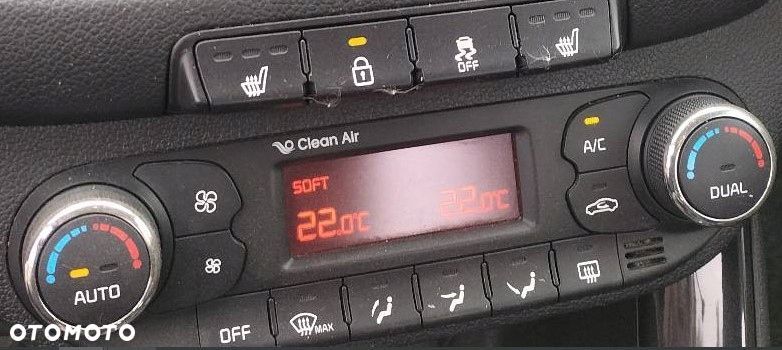 OFF
Clean Air
A/C
SOFT
22.0°C 22.0°C
DUAL
AUTO
OFF
MAX
OTOMOTO